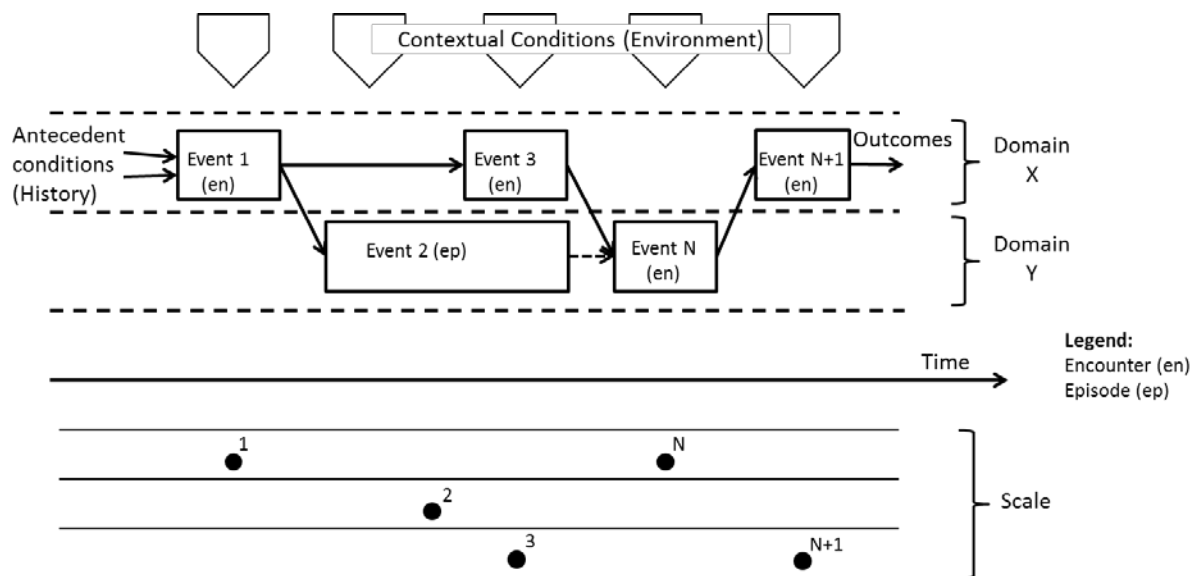 Contextual Conditions (Environment)
Antecedent
conditions
(History)
Event 1
(en)
Event 3
(en)
Event N+1
(en)
Outcomes
Domain
X
Event 2 (ep)
Event N
(en)
Domain
Y
Time
Legend:
Encounter (en)
Episode (ep)
1
N
2
3
N+1
Scale